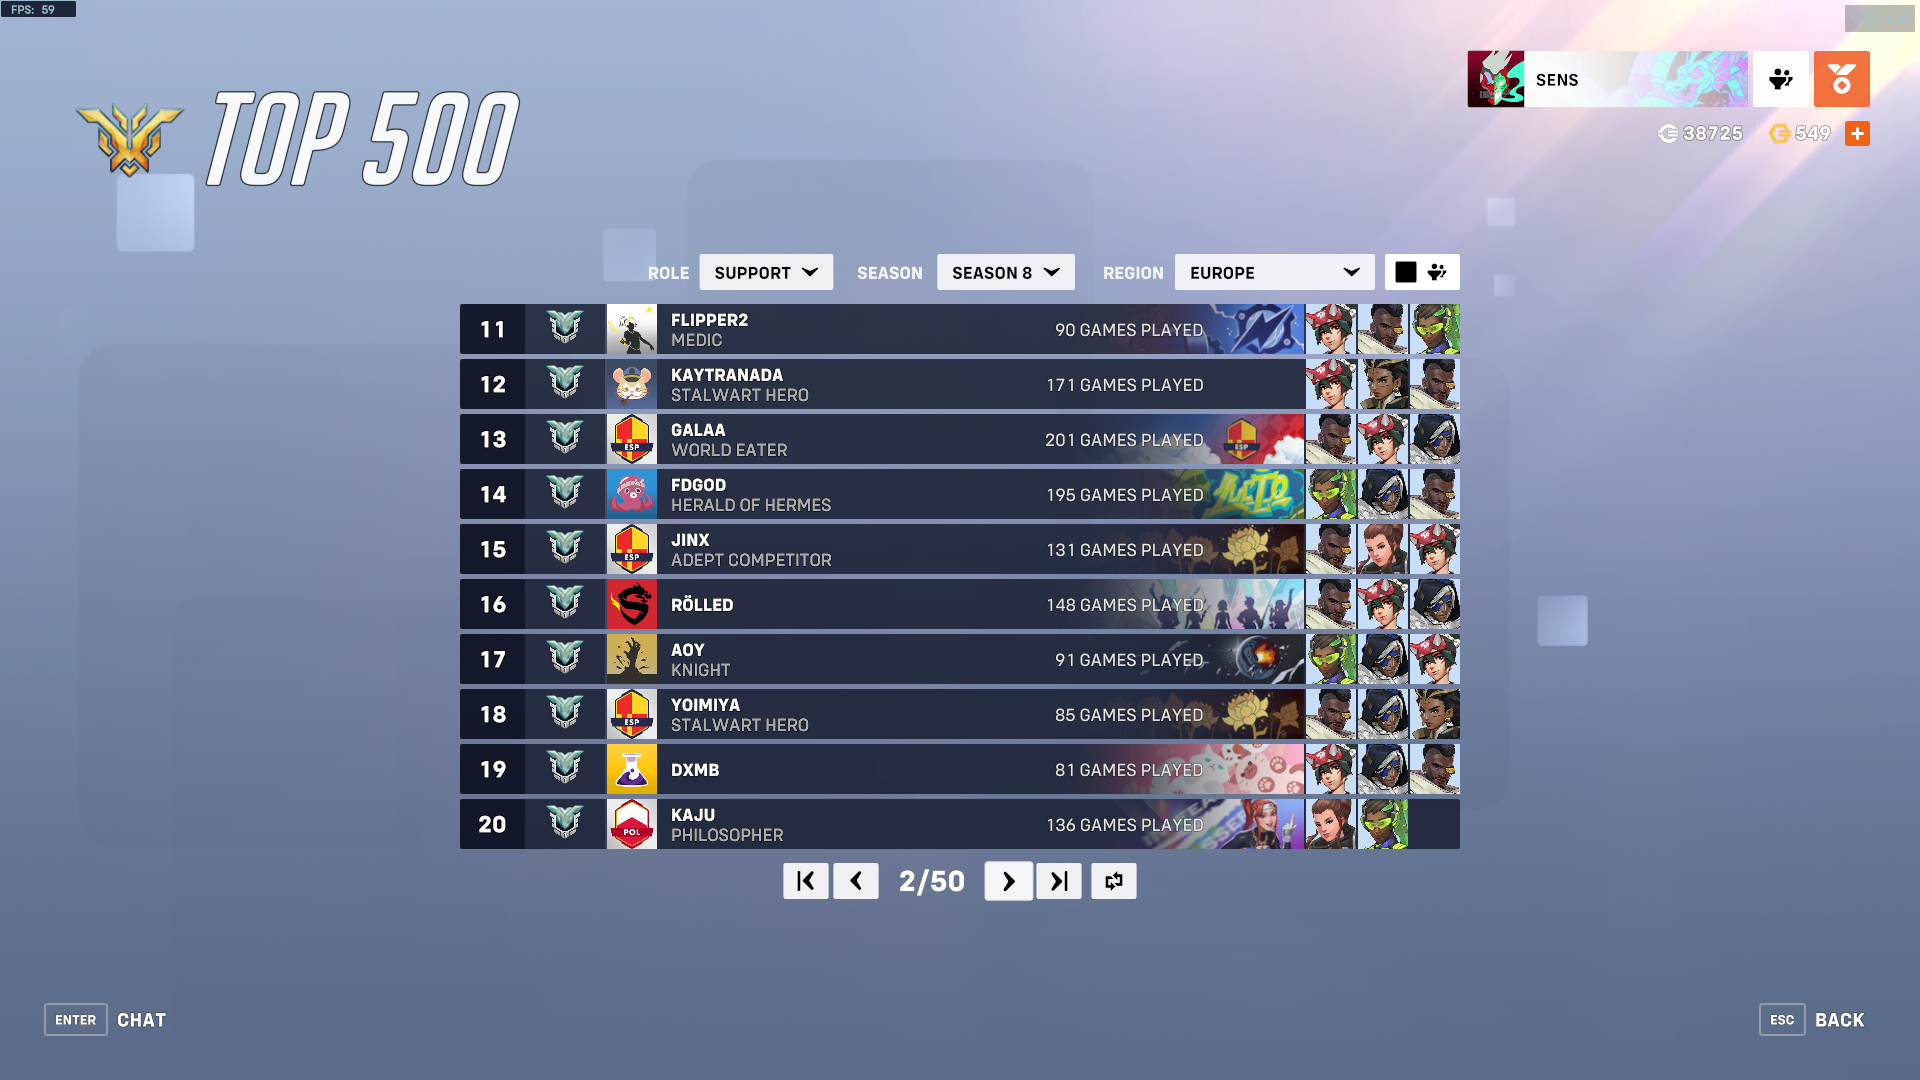 FPS: 59
TOP 500
SENS
38725 549
ROLE SUPPORT SEASON SEASON 8 REGION EUROPE
11 FLIPPER2 90 GAMES PLAYED
MEDIC
12 KAYTRANADA 171 GAMES PLAYED
STALWART HERO
13 ESP GALAA 201 GAMES PLAYED ESP
WORLD EATER
14 FDGOD 195 GAMES PLAYED
HERALD OF HERMES
15 ESP JINX 131 GAMES PLAYED
ADEPT COMPETITOR
16 RÖLLED 148 GAMES PLAYED
17 AOY 91 GAMES PLAYED
KNIGHT
18 ESP YOIMIYA 85 GAMES PLAYED
STALWART HERO
19 DXMB 81 GAMES PLAYED
20 POL KAJU 136 GAMES PLAYED
PHILOSOPHER
2/50
ENTER CHAT
ESC BACK